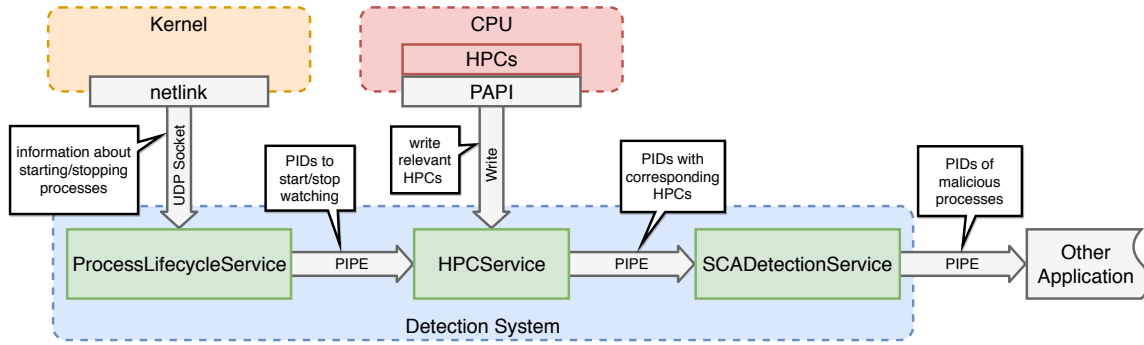 Kernel
CPU
HPCs
netlink
PAPI
information about
starting/stopping
processes
UDP Socket
PIDs to
start/stop
watching
write
relevant
HPCs
Write
PIDs with
corresponding
HPCs
PIDs of
malicious
processes
ProcessLifecycleService
PIPE
HPCService
PIPE
SCADetectionService
PIPE
Other
Application
Detection System